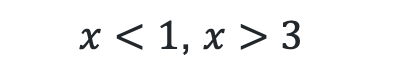 x < 1, x > 3